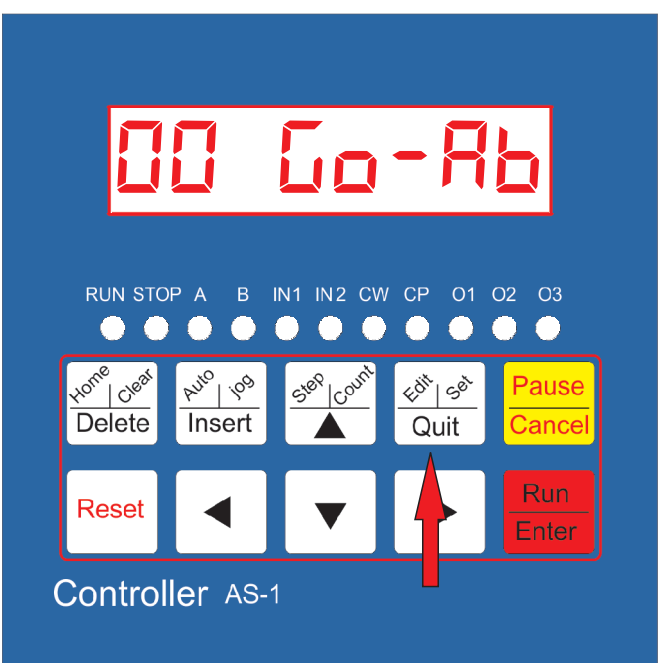 00 Go-Ab
RUN STOP A B IN1 IN2 CW CP O1 O2 O3
Home Clear Auto jog Step Count Edit Set Pause
Delete Insert Quit Cancel
Reset Run
Enter
Controller AS-1